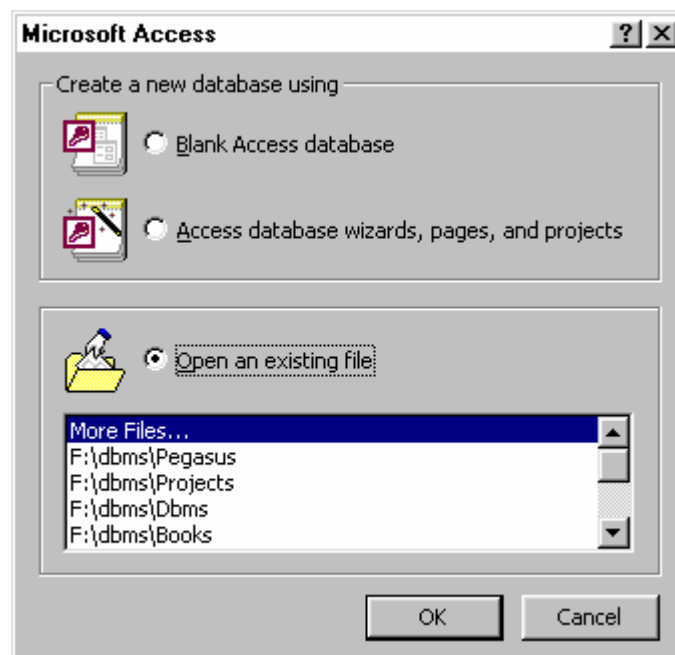 Microsoft Access
Create a new database using
Blank Access database
Access database wizards, pages, and projects
Open an existing file
More Files...
F:\dbms\Pegasus
F:\dbms\Projects
F:\dbms\Dbms
F:\dbms\Books
OK Cancel